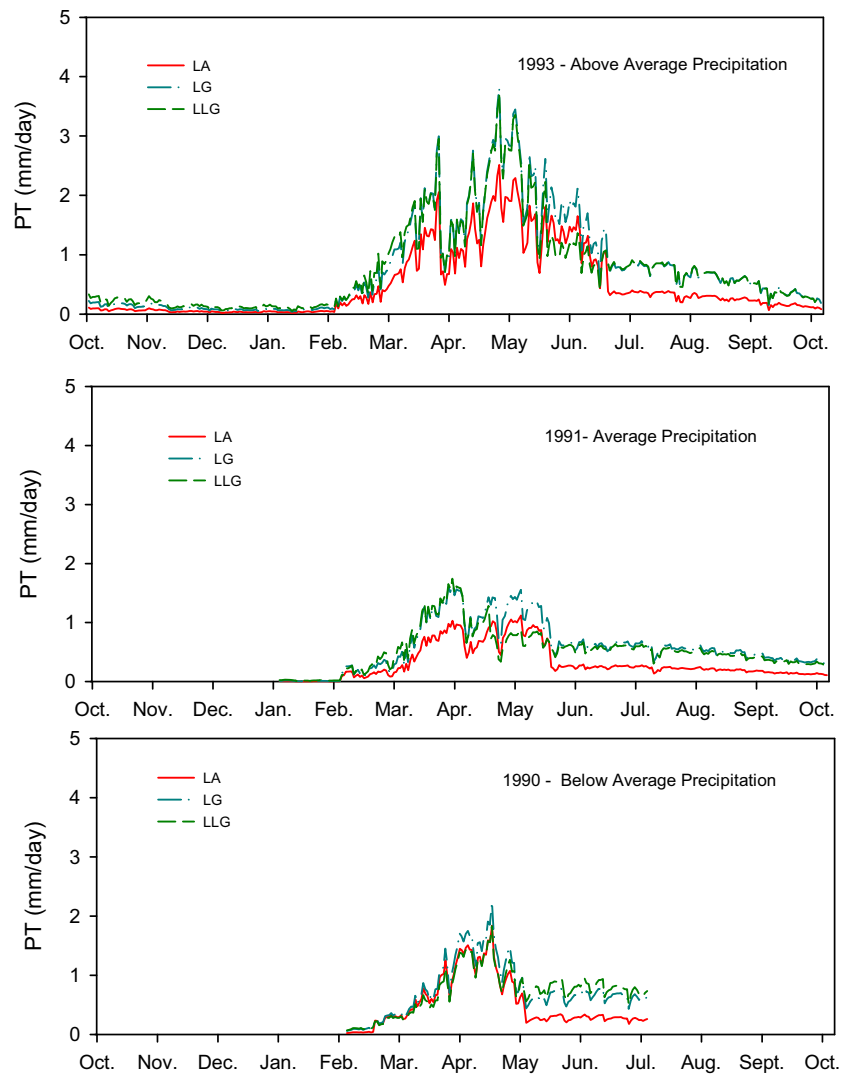 PT (mm/day)
5
4
3
2
1
0
LA
LG
LLG
1993 - Above Average Precipitation
Oct. Nov. Dec. Jan. Feb. Mar. Apr. May Jun. Jul. Aug. Sept. Oct.
PT (mm/day)
5
4
3
2
1
0
LA
LG
LLG
1991- Average Precipitation
Oct. Nov. Dec. Jan. Feb. Mar. Apr. May Jun. Jul. Aug. Sept. Oct.
PT (mm/day)
5
4
3
2
1
0
LA
LG
LLG
1990 - Below Average Precipitation
Oct. Nov. Dec. Jan. Feb. Mar. Apr. May Jun. Jul. Aug. Sept. Oct.